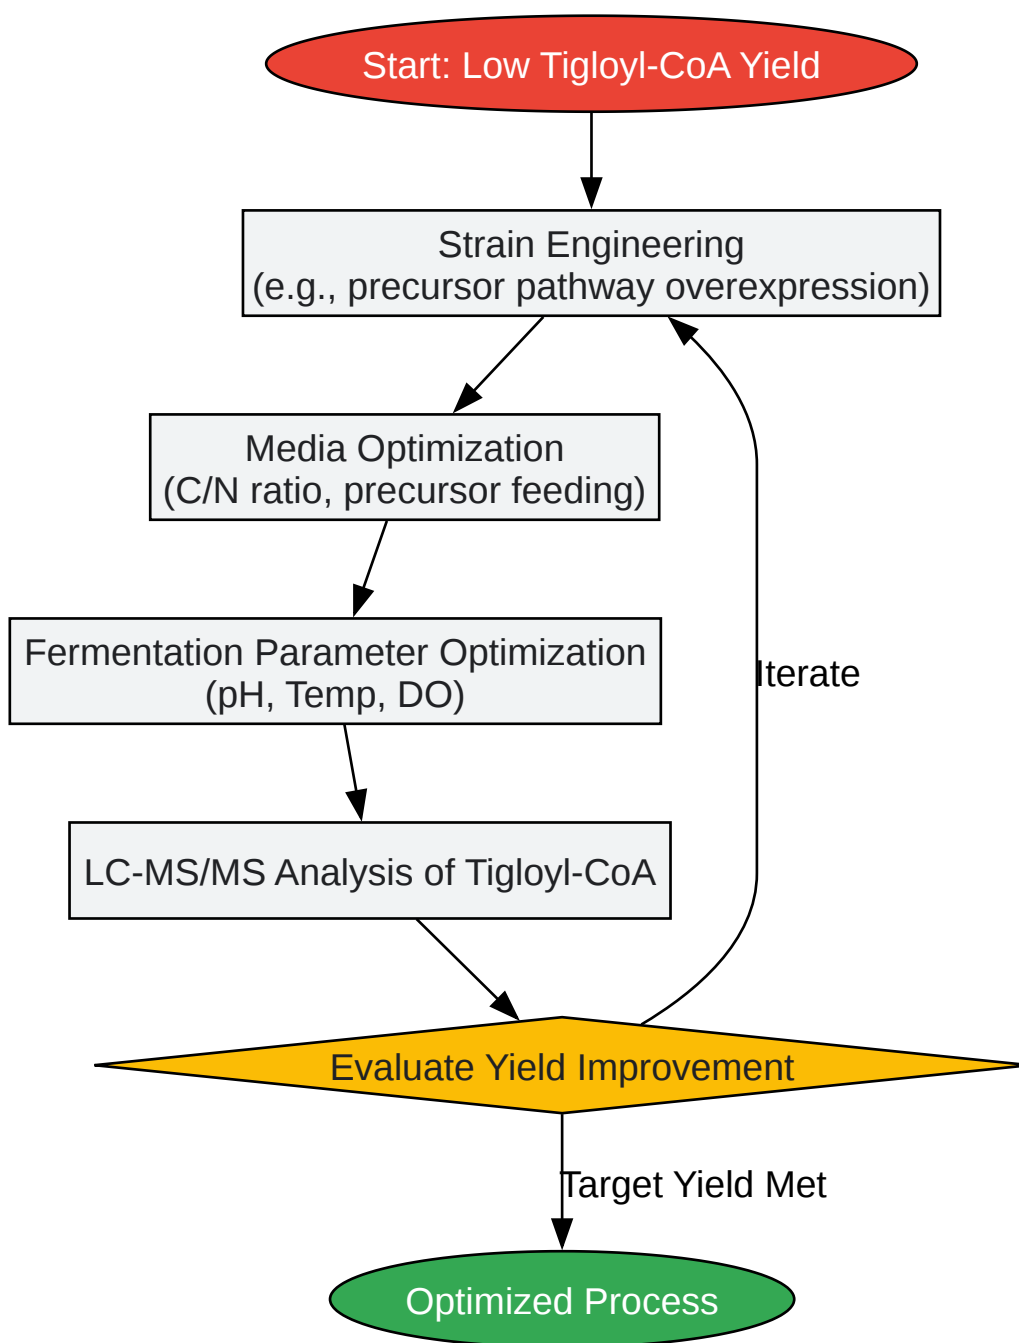 Start: Low Tigloyl-CoA Yield
Strain Engineering
(e.g., precursor pathway overexpression)
Media Optimization
(C/N ratio, precursor feeding)
Fermentation Parameter Optimization
(pH, Temp, DO)
Iterate
LC-MS/MS Analysis of Tigloyl-CoA
Evaluate Yield Improvement
Target Yield Met
Optimized Process